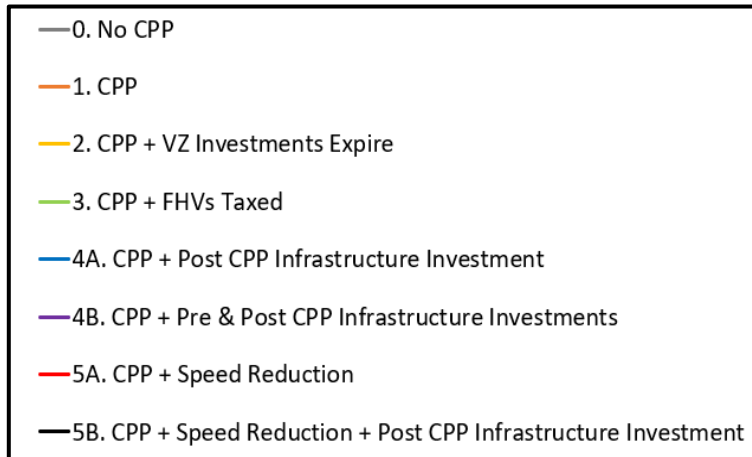 0. No CPP
1. CPP
2. CPP + VZ Investments Expire
3. CPP + FHVs Taxed
4A. CPP + Post CPP Infrastructure Investment
4B. CPP + Pre & Post CPP Infrastructure Investments
5A. CPP + Speed Reduction
5B. CPP + Speed Reduction + Post CPP Infrastructure Investment